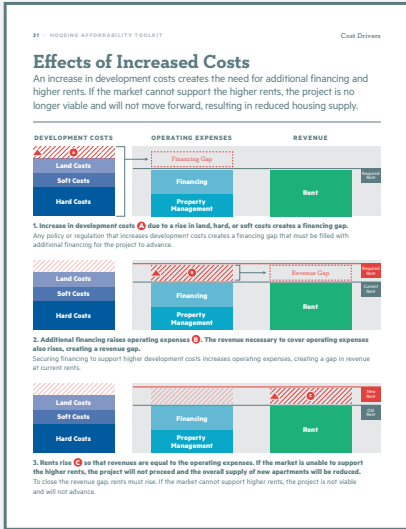 21 · HOUSING AFFORDABILITY TOOLKIT
Cost Drivers
Effects of Increased Costs
An increase in development costs creates the need for additional financing and
higher rents. If the market cannot support the higher rents, the project is no
longer viable and will not move forward, resulting in reduced housing supply.
DEVELOPMENT COSTS
OPERATING EXPENSES
REVENUE
A
Land Costs
Soft Costs
Hard Costs
Financing Gap
Financing
Property
Management
Rent
Required
Rent
1. Increase in development costs A due to a rise in land, hard, or soft costs creates a financing gap.
Any policy or regulation that increases development costs creates a financing gap that must be filled with
additional financing for the project to advance.
Land Costs
Soft Costs
Hard Costs
B
Financing
Property
Management
Revenue Gap
Rent
Required
Rent
Current
Rent
2. Additional financing raises operating expenses B. The revenue necessary to cover operating expenses
also rises, creating a revenue gap.
Securing financing to support higher development costs increases operating expenses, creating a gap in revenue
at current rents.
Land Costs
Soft Costs
Hard Costs
Financing
Property
Management
C
Rent
New
Rent
Old
Rent
3. Rents rise C so that revenues are equal to the operating expenses. If the market is unable to support
the higher rents, the project will not proceed and the overall supply of new apartments will be reduced.
To close the revenue gap, rents must rise. If the market cannot support higher rents, the project is not viable
and will not advance.